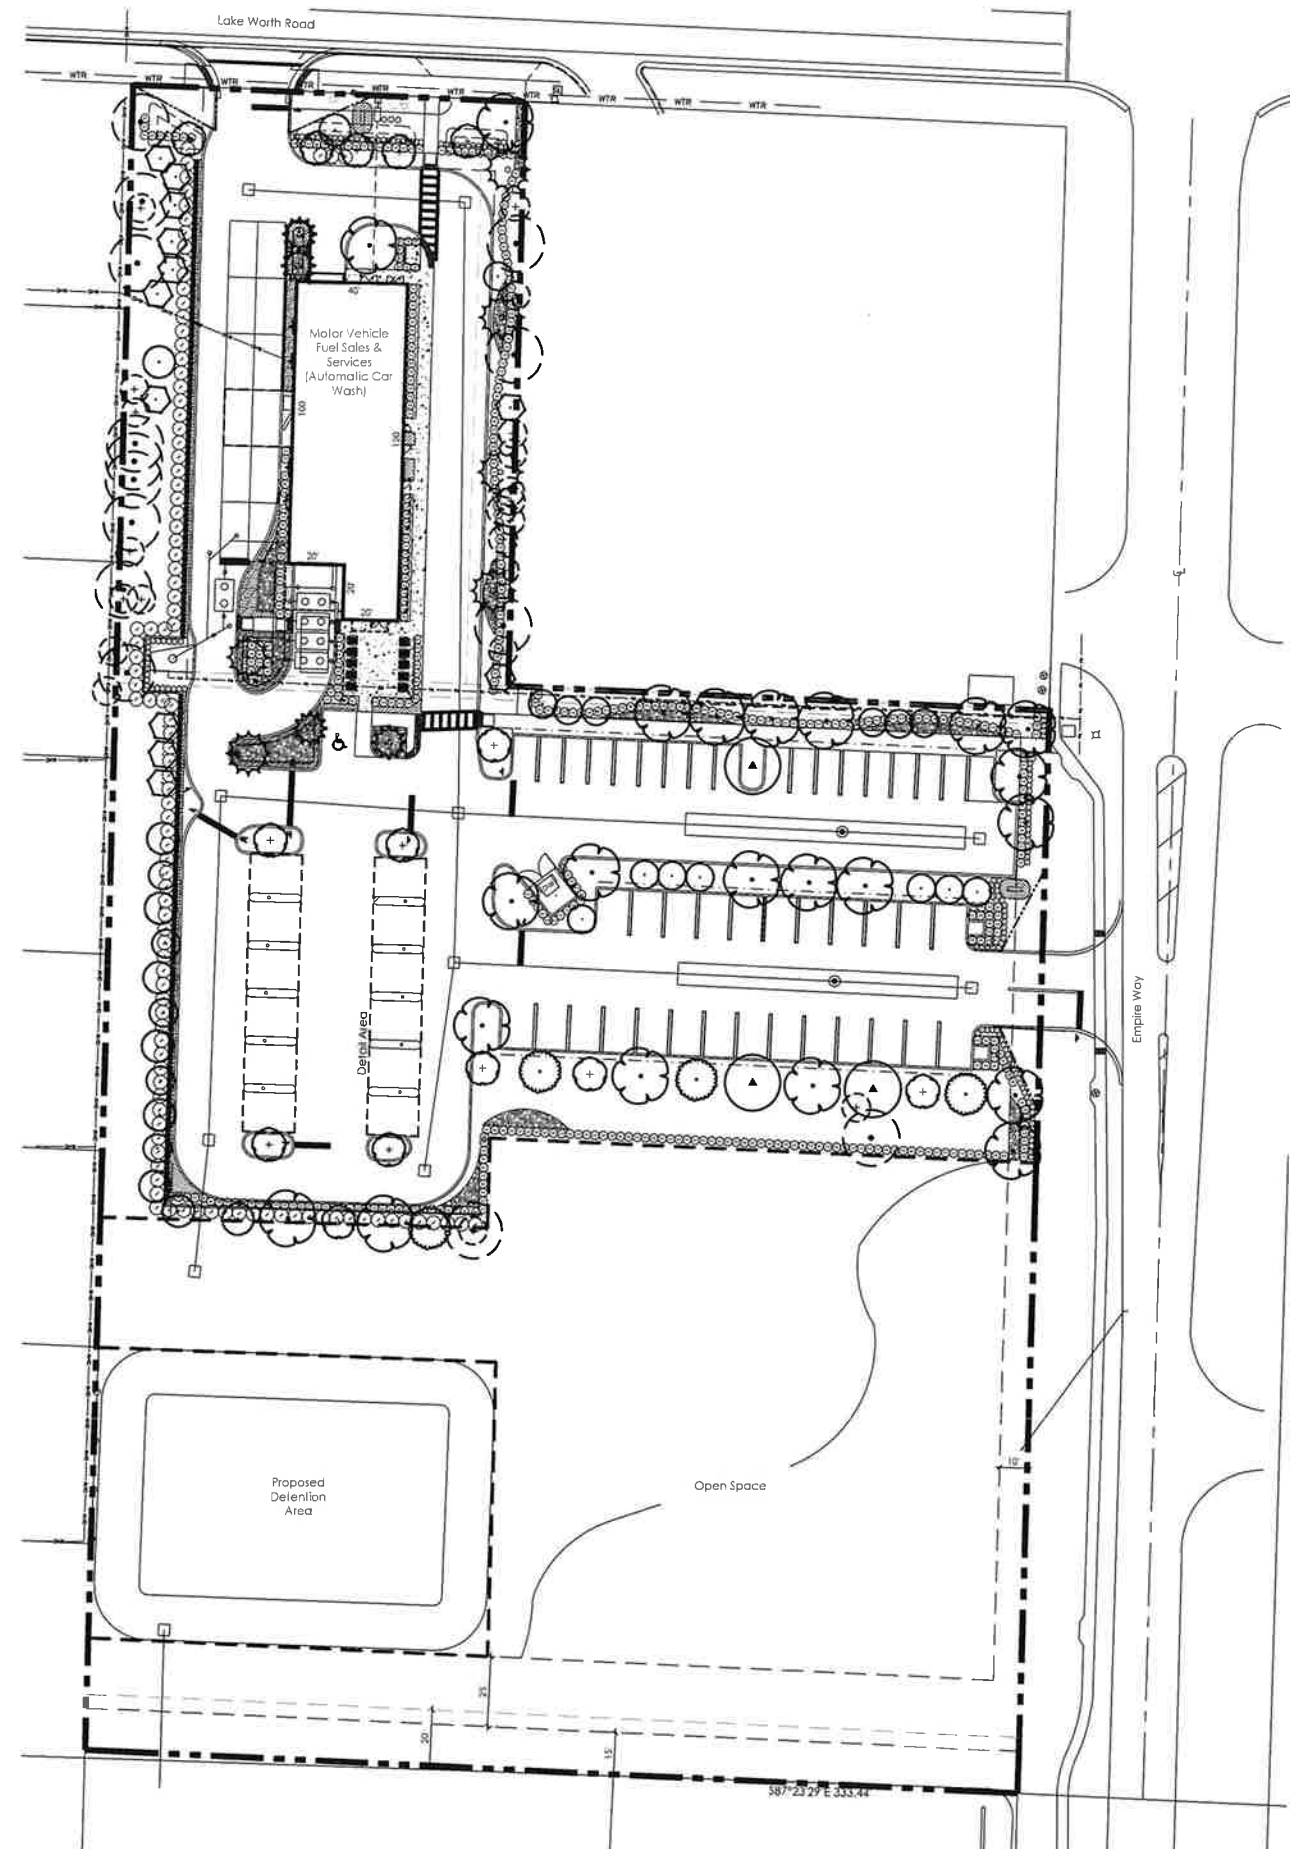 Lake Worth Road
WTR WTR WTR WTR WTR WTR WTR WTR
40'
Motor Vehicle
Fuel Sales &
Services
(Automatic Car
Wash)
100
120
20'
20'
20'
Detail Area
Empire Way
Proposed
Detention
Area
Open Space
10'
25'
20'
15'
S87°23'29"E 333.44'